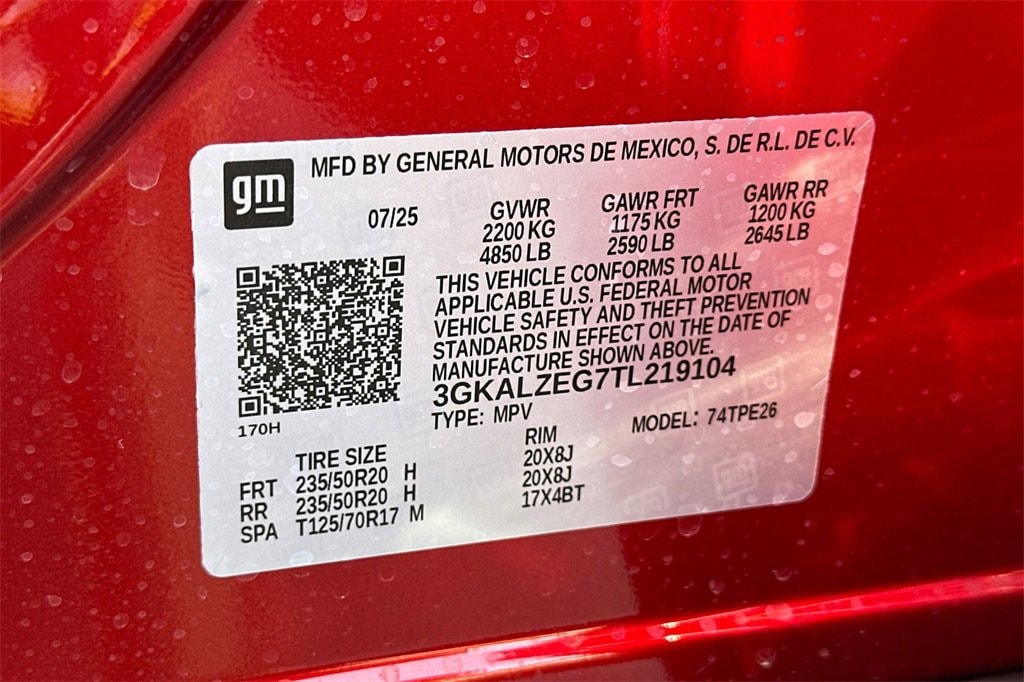 gm
MFD BY GENERAL MOTORS DE MEXICO, S. DE R.L. DE C.V.
07/25 GVWR GAWR FRT GAWR RR
2200 KG 1175 KG 1200 KG
4850 LB 2590 LB 2645 LB
THIS VEHICLE CONFORMS TO ALL
APPLICABLE U.S. FEDERAL MOTOR
VEHICLE SAFETY AND THEFT PREVENTION
STANDARDS IN EFFECT ON THE DATE OF
MANUFACTURE SHOWN ABOVE.
3GKALZEG7TL219104
170H
TYPE: MPV MODEL: 74TPE26
TIRE SIZE RIM
FRT 235/50R20 H 20X8J
RR 235/50R20 H 20X8J
SPA T125/70R17 M 17X4BT